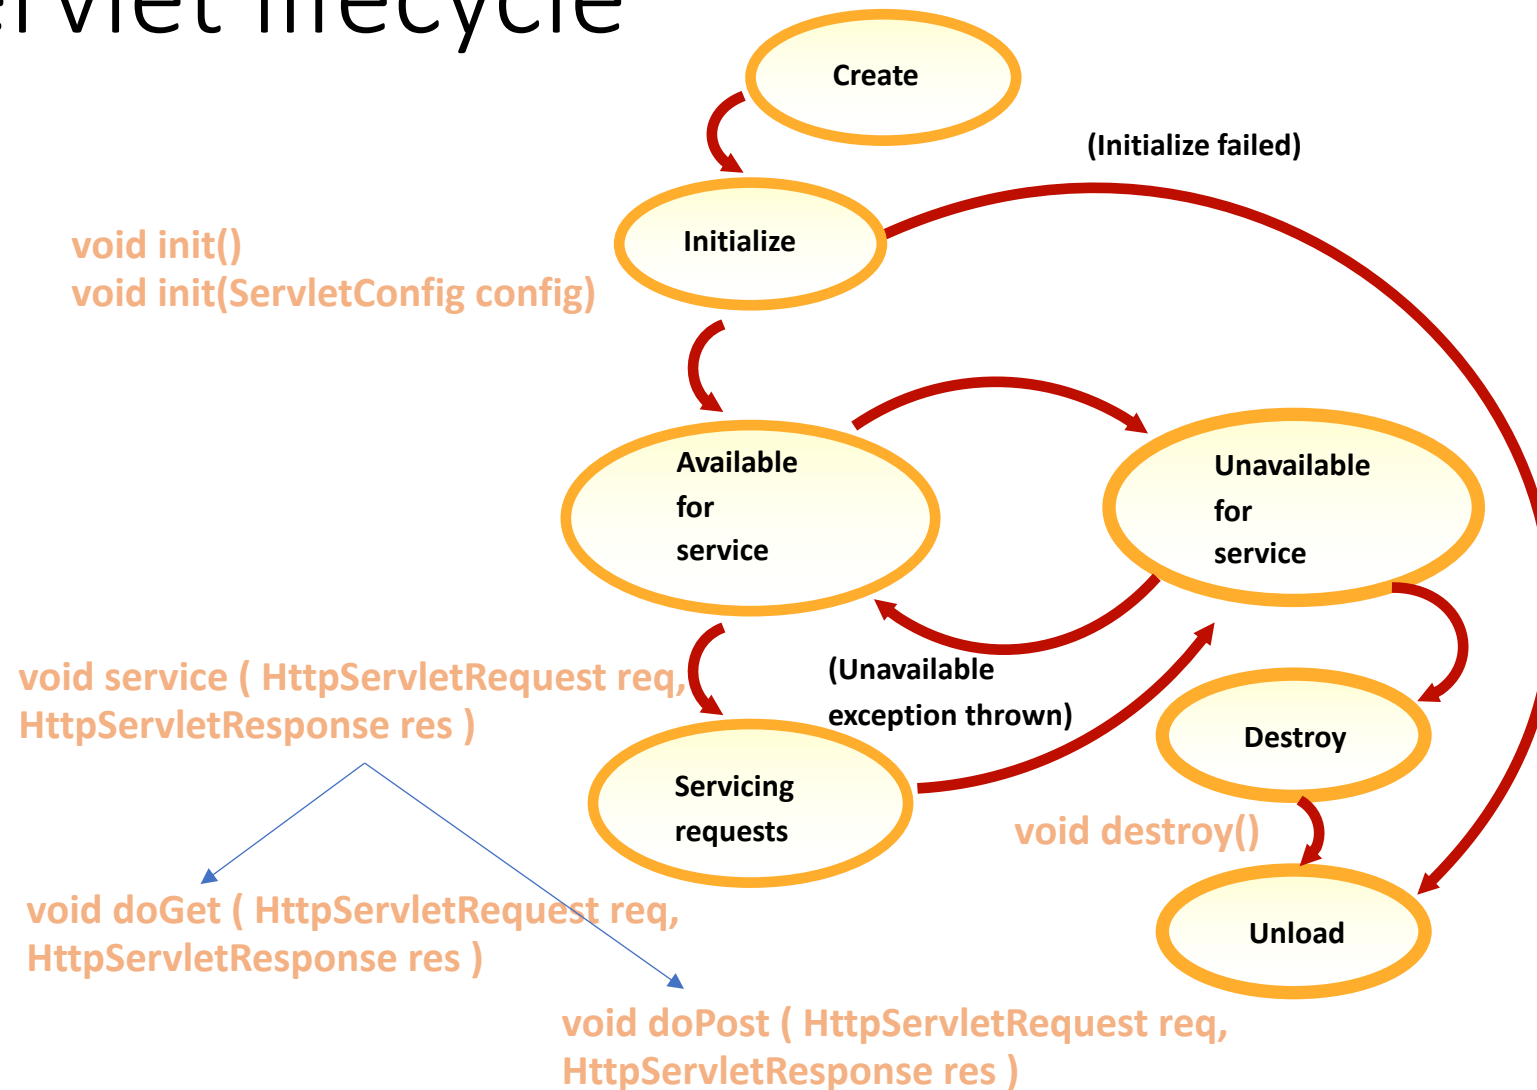 ervlet lifecycle
Create
(Initialize failed)
Initialize
void init()
void init(ServletConfig config)
Available
for
service
Unavailable
for
service
void service ( HttpServletRequest req,
HttpServletResponse res )
(Unavailable
exception thrown)
Destroy
Servicing
requests
void destroy()
void doGet ( HttpServletRequest req,
HttpServletResponse res )
Unload
void doPost ( HttpServletRequest req,
HttpServletResponse res )